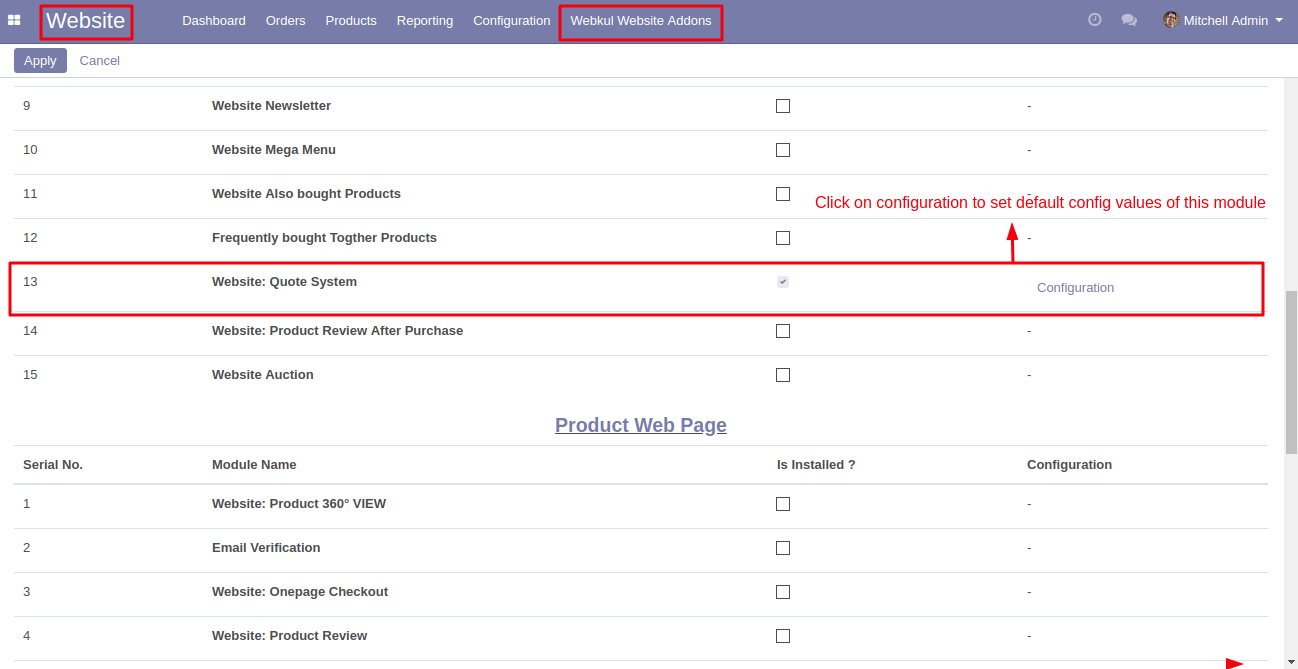 Website Dashboard Orders Products Reporting Configuration Webkul Website Addons Mitchell Admin
Apply Cancel
9 Website Newsletter -
10 Website Mega Menu -
11 Website Also bought Products -
Click on configuration to set default config values of this module
12 Frequently bought Togther Products -
13 Website: Quote System Configuration
14 Website: Product Review After Purchase -
15 Website Auction -
Product Web Page
Serial No. Module Name Is Installed ? Configuration
1 Website: Product 360° VIEW -
2 Email Verification -
3 Website: Onepage Checkout -
4 Website: Product Review -